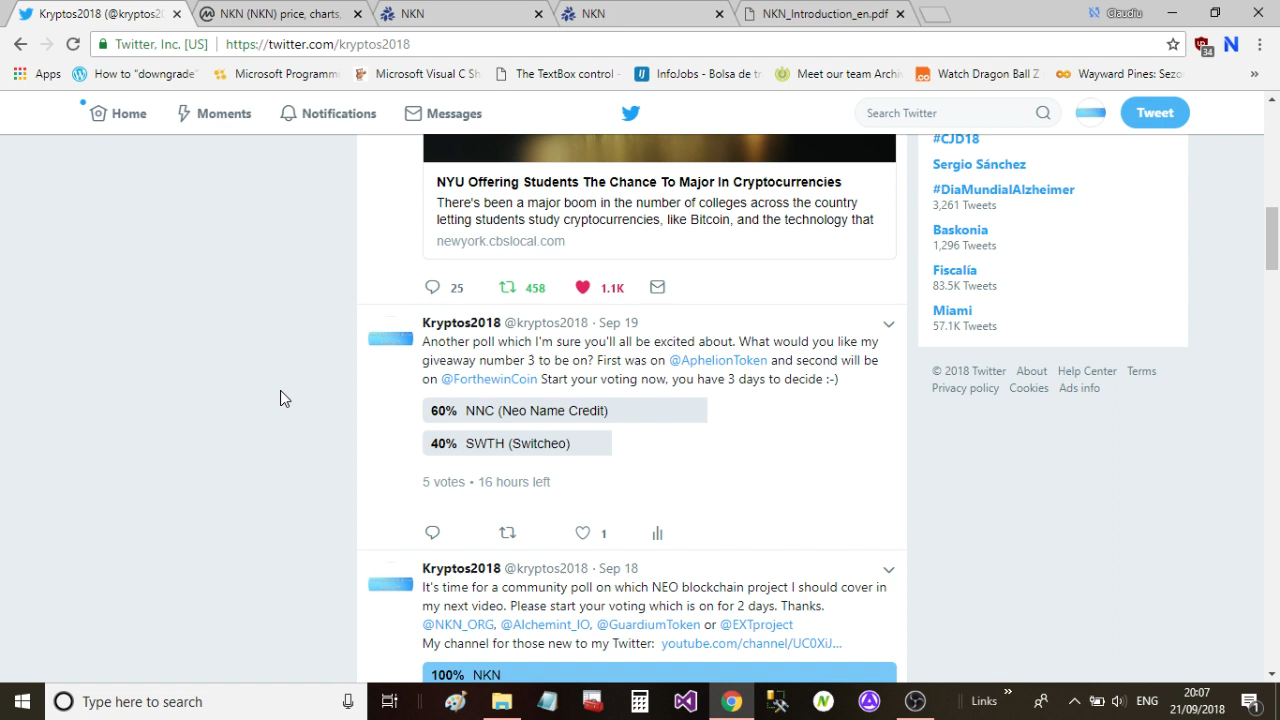 Kryptos2018 (@kryptos2
NKN (NKN) price, charts,
NKN
NKN
NKN_Introduction_en.pdf
Claudiu
Twitter, Inc. [US]
https://twitter.com/kryptos2018
34
Apps
How to "downgrade"
Microsoft Programm
Microsoft Visual C Sh
The TextBox control -
InfoJobs - Bolsa de tr
Meet our team Archi
Watch Dragon Ball Z
Wayward Pines: Sezo
Home
Moments
Notifications
Messages
Search Twitter
Tweet
#CJD18
Sergio Sánchez
#DiaMundialAlzheimer
3,261 Tweets
Baskonia
1,296 Tweets
Fiscalía
83.5K Tweets
Miami
57.1K Tweets
© 2018 Twitter About Help Center Terms
Privacy policy Cookies Ads info
NYU Offering Students The Chance To Major In Cryptocurrencies
There's been a major boom in the number of colleges across the country
letting students study cryptocurrencies, like Bitcoin, and the technology that
newyork.cbslocal.com
25 458 1.1K
Kryptos2018 @kryptos2018 · Sep 19
Another poll which I'm sure you'll all be excited about. What would you like my
giveaway number 3 to be on? First was on @AphelionToken and second will be
on @ForthewinCoin Start your voting now, you have 3 days to decide :-)
60% NNC (Neo Name Credit)
40% SWTH (Switcheo)
5 votes • 16 hours left
1
Kryptos2018 @kryptos2018 · Sep 18
It's time for a community poll on which NEO blockchain project I should cover in
my next video. Please start your voting which is on for 2 days. Thanks.
@NKN_ORG, @Alchemint_IO, @GuardiumToken or @EXTproject
My channel for those new to my Twitter: youtube.com/channel/UC0XiJ...
100% NKN
Type here to search
Links
ENG
20:07
21/09/2018
1